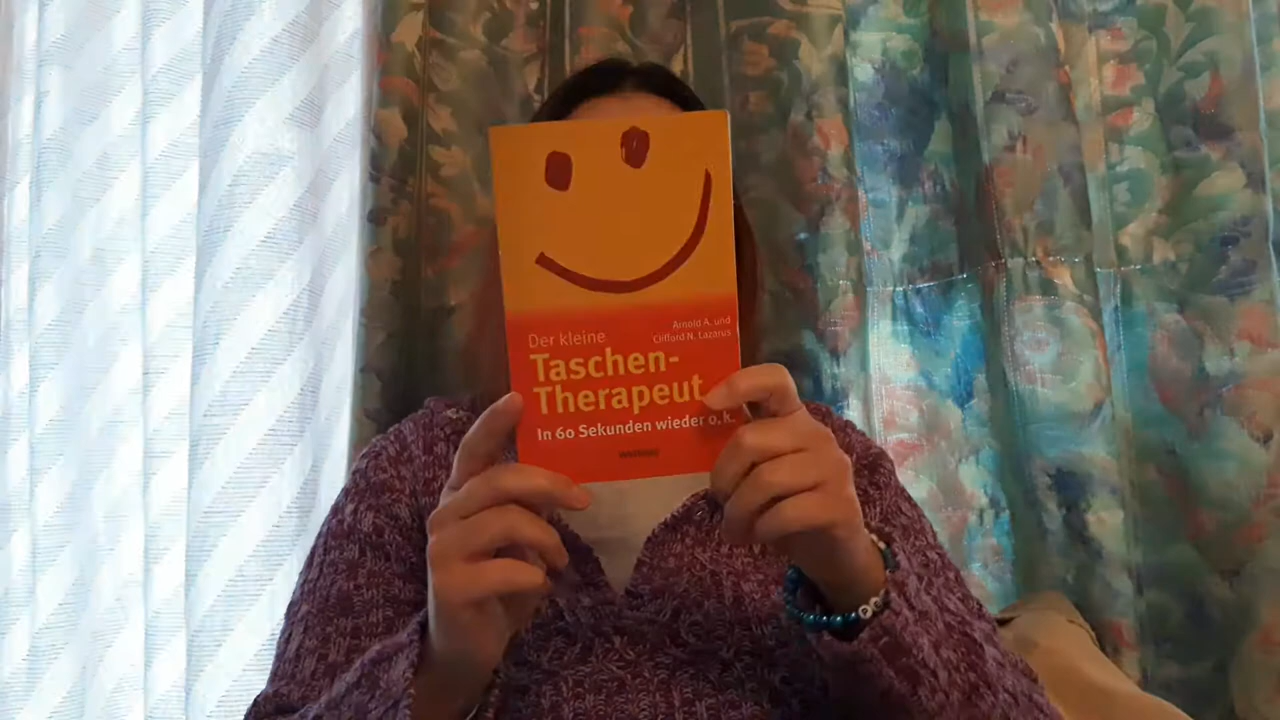 Der kleine
Arnold A. und
Clifford N. Lazarus
Taschen-
Therapeut
In 60 Sekunden wieder o.k.